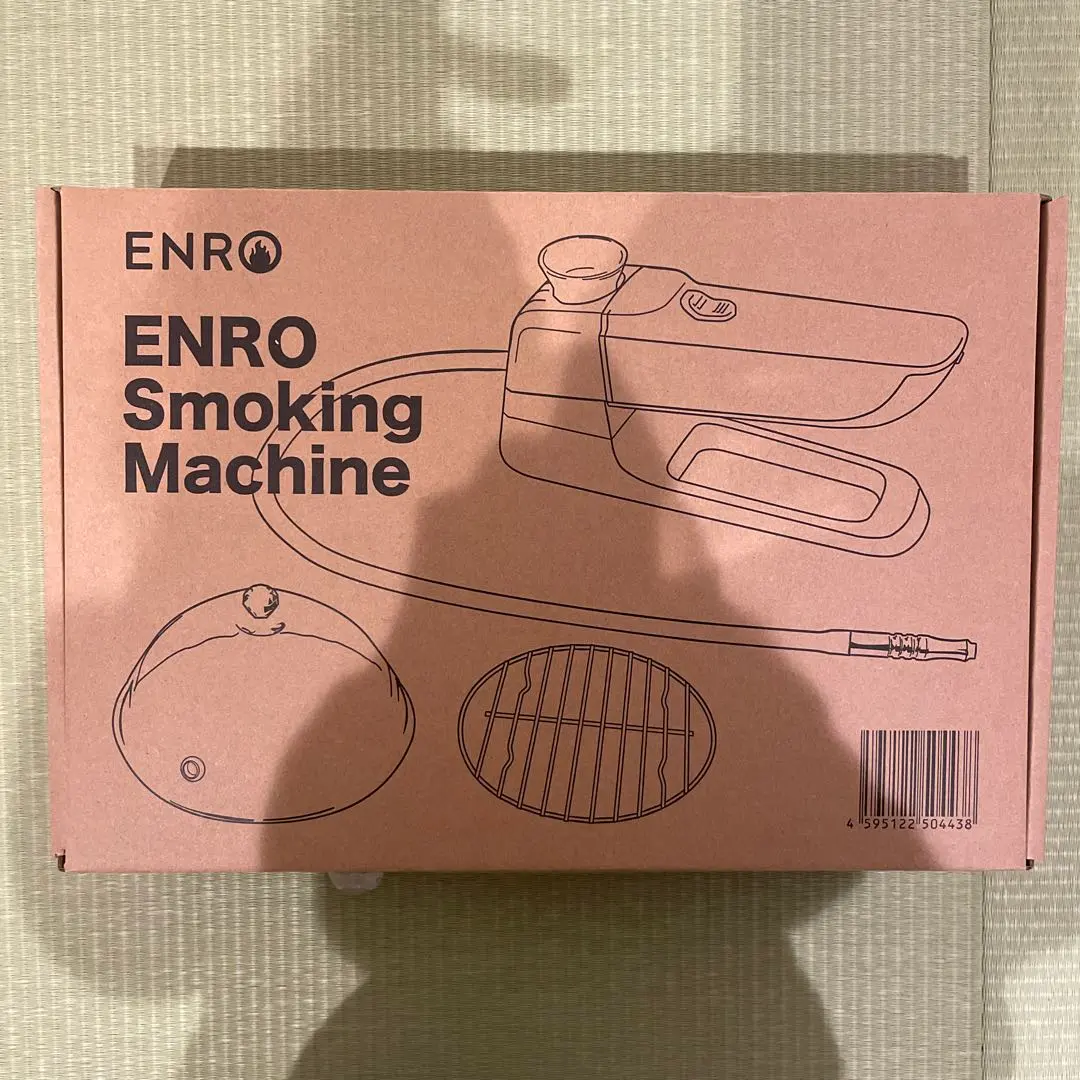 ENRO
ENRO
Smoking
Machine
4 595122 504438